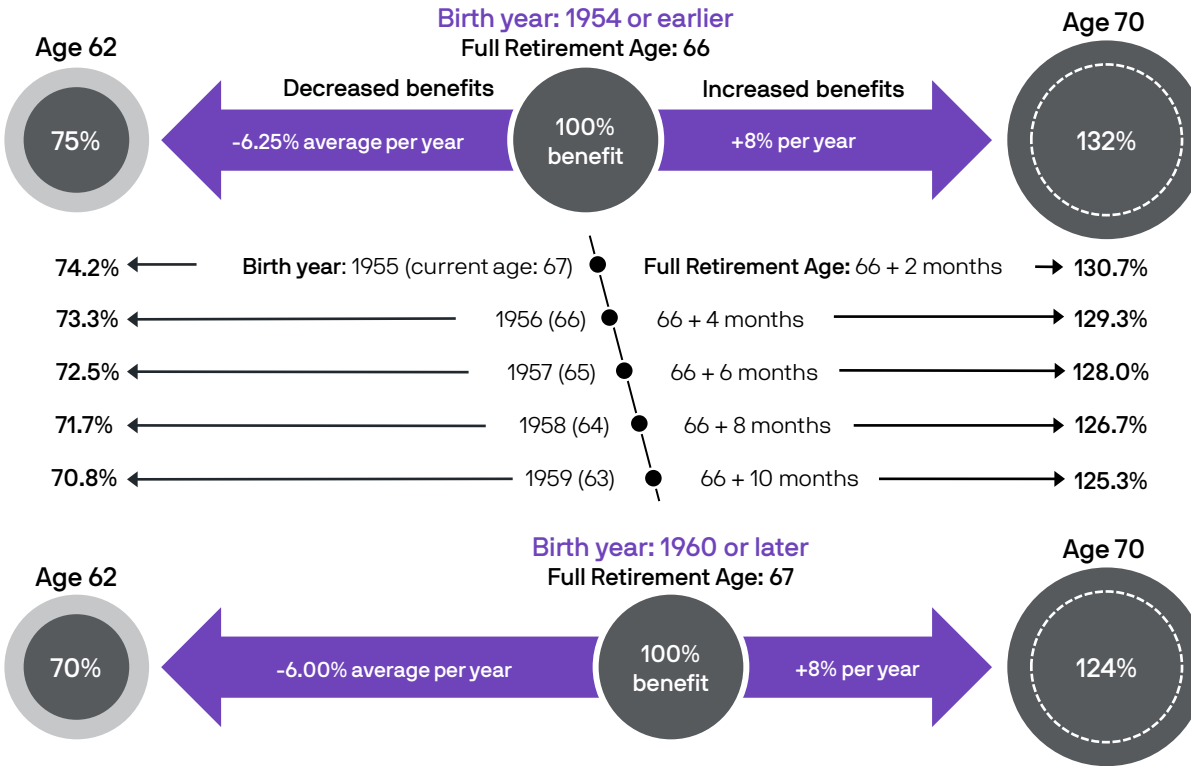 Birth year: 1954 or earlier
Full Retirement Age: 66
Age 62
Age 70
Decreased benefits
Increased benefits
75%
-6.25% average per year
100%
benefit
+8% per year
132%
74.2%
Birth year: 1955 (current age: 67)
Full Retirement Age: 66 + 2 months
130.7%
73.3%
1956 (66)
66 + 4 months
129.3%
72.5%
1957 (65)
66 + 6 months
128.0%
71.7%
1958 (64)
66 + 8 months
126.7%
70.8%
1959 (63)
66 + 10 months
125.3%
Birth year: 1960 or later
Full Retirement Age: 67
Age 62
Age 70
70%
-6.00% average per year
100%
benefit
+8% per year
124%